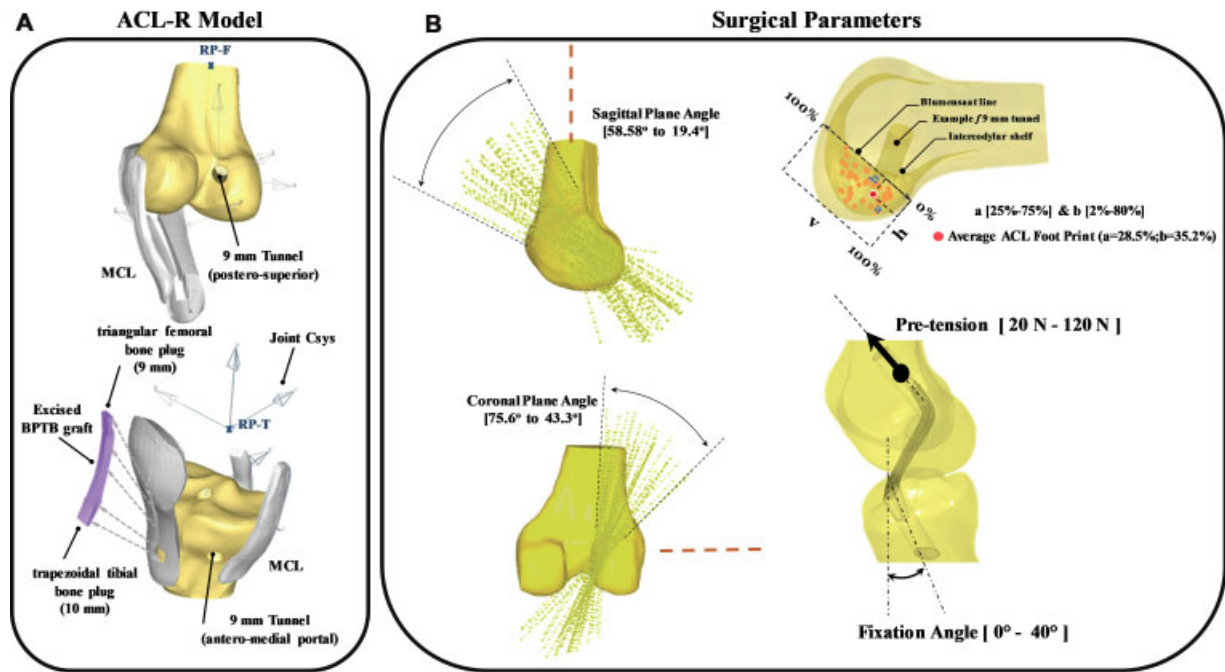 A
ACL-R Model
RP-F
MCL
9 mm Tunnel
(postero-superior)
triangular femoral
bone plug
(9 mm)
Joint Csys
Excised
BPTB graft
RP-T
trapezoidal tibial
bone plug
(10 mm)
MCL
9 mm Tunnel
(antero-medial portal)
B
Surgical Parameters
Sagittal Plane Angle
[58.58° to 19.4°]
100%
Blumensaat line
Example f 9 mm tunnel
Intercodylar shelf
b
a
0%
v
h
100%
a [25%-75%] & b [2%-80%]
Average ACL Foot Print (a=28.5%;b=35.2%)
Coronal Plane Angle
[75.6° to 43.3°]
Pre-tension [ 20 N - 120 N ]
Fixation Angle [ 0° - 40° ]